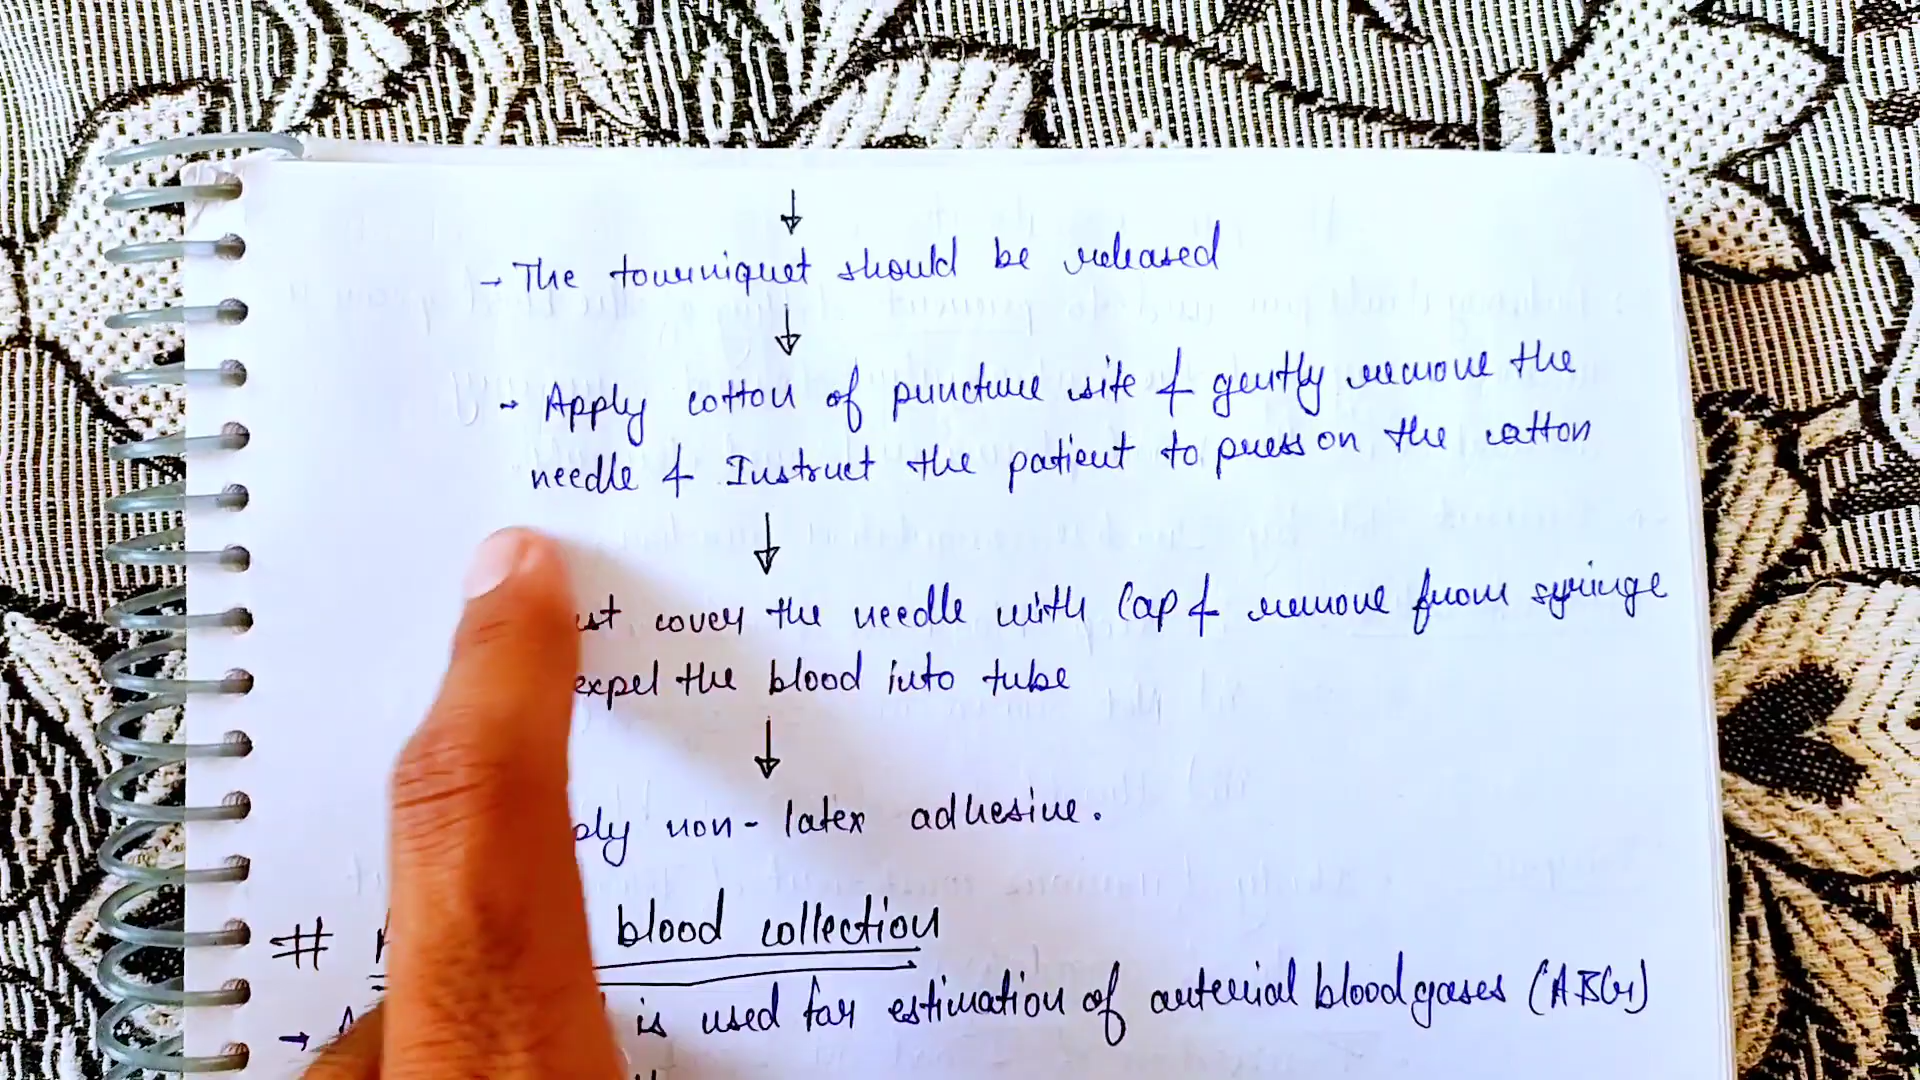 → The tourniquet should be released
→ Apply cotton of puncture site & gently remove the
needle & Instruct the patient to press on the cotton
cover the needle with cap & remove from syringe
expel the blood into tube
non-latex adhesive.
# blood collection
→ is used for estimation of arterial blood gases (ABG)